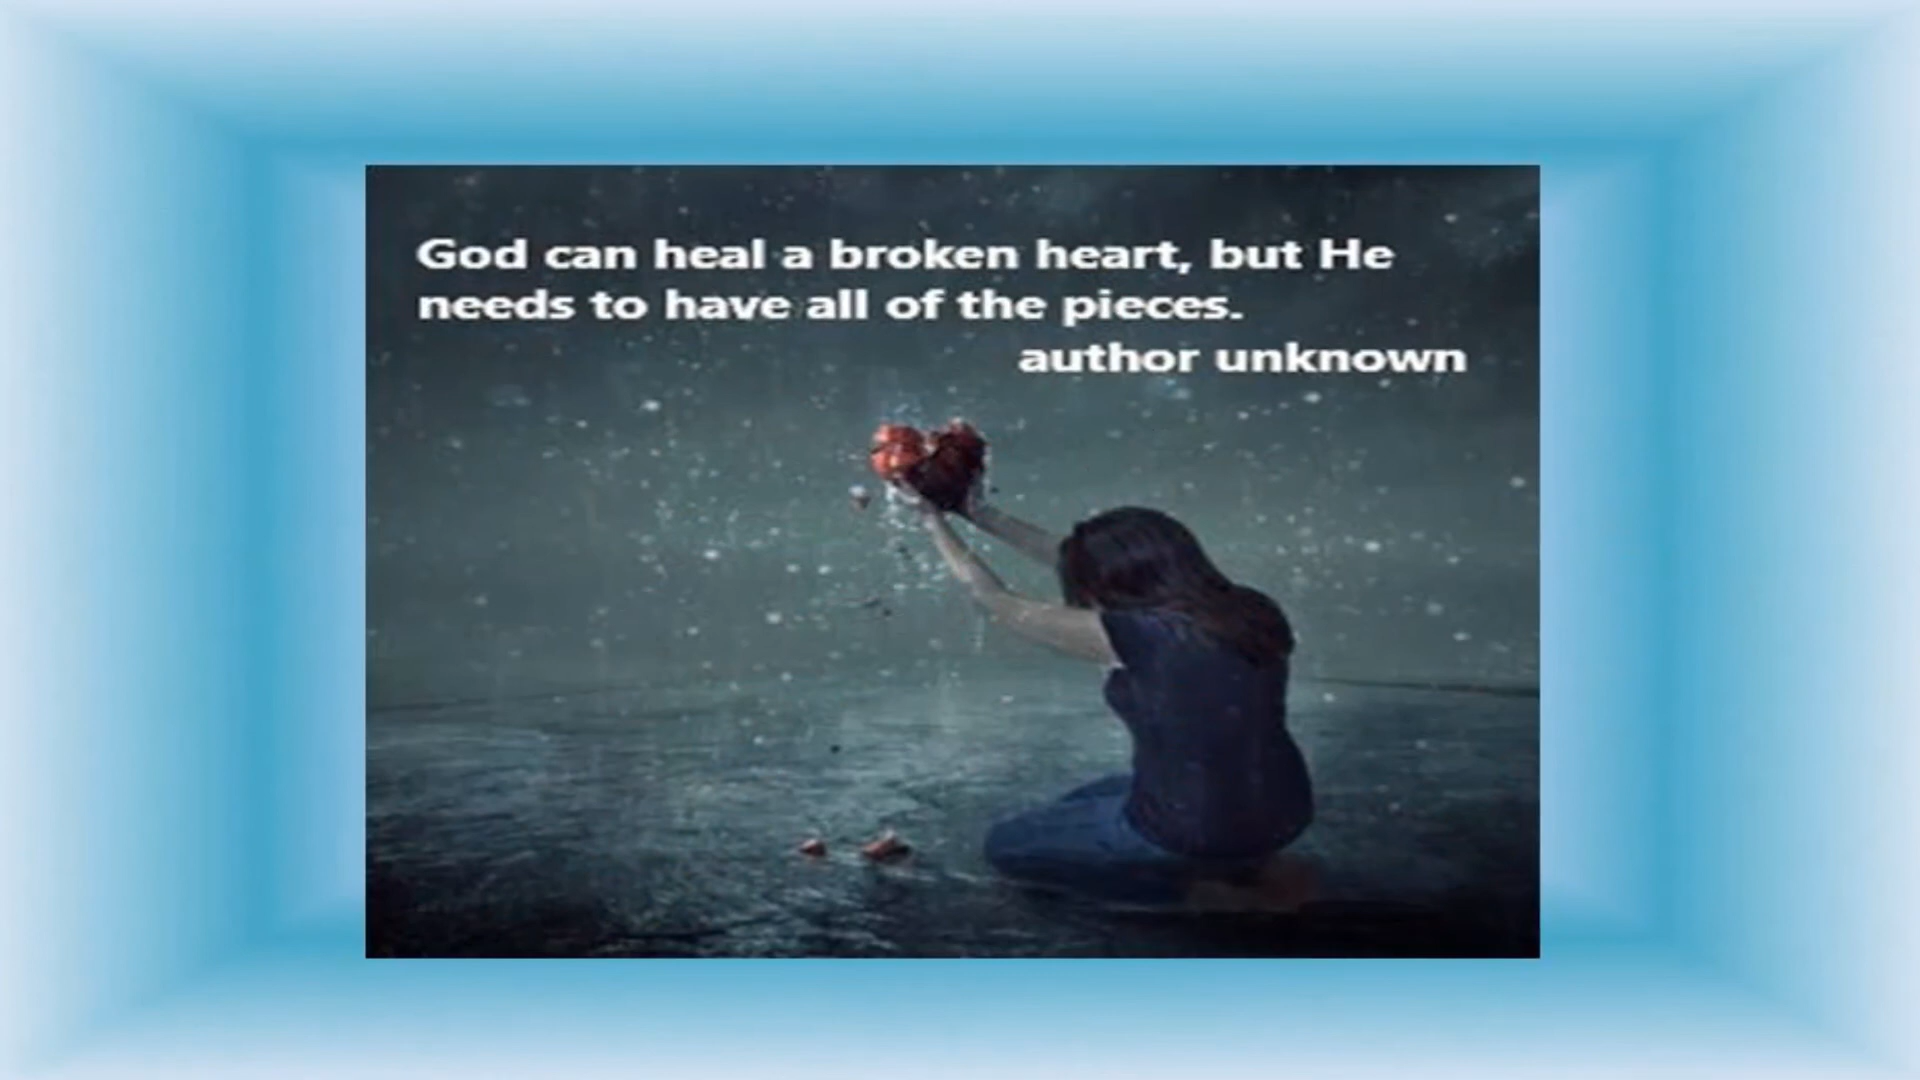 God can heal a broken heart, but He
needs to have all of the pieces.
author unknown